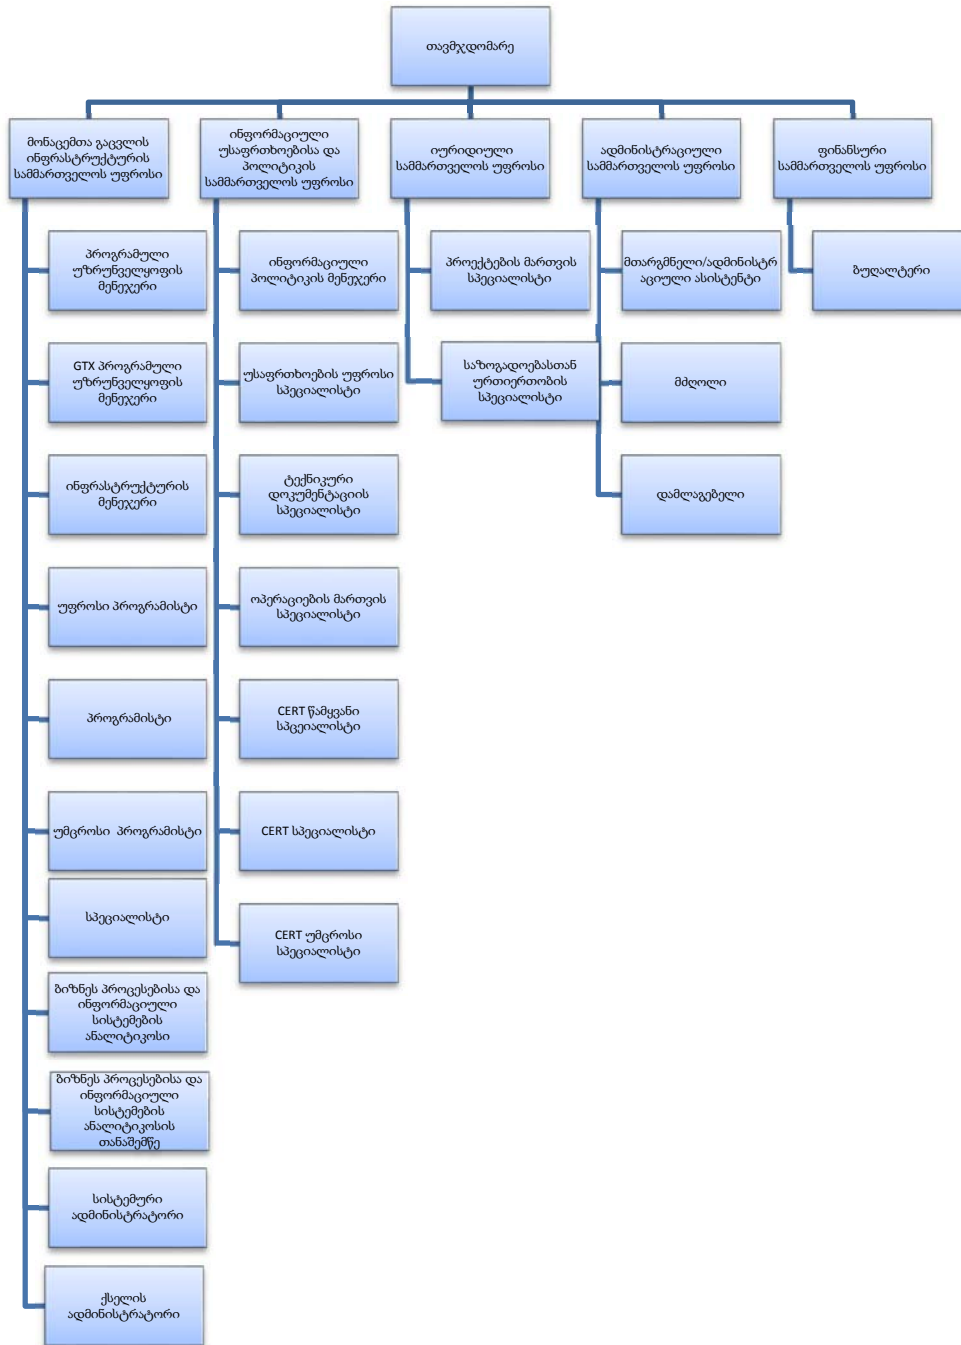 თავმჯდომარე
მონაცემთა გაცვლის
ინფრასტრუქტურის
სამმართველოს უფროსი
ინფორმაციული
უსაფრთხოებისა და
პოლიტიკის
სამმართველოს უფროსი
იურიდიული
სამმართველოს უფროსი
ადმინისტრაციული
სამმართველოს უფროსი
ფინანსური
სამმართველოს უფროსი
პროგრამული
უზრუნველყოფის
მენეჯერი
GTX პროგრამული
უზრუნველყოფის
მენეჯერი
ინფრასტრუქტურის
მენეჯერი
უფროსი პროგრამისტი
პროგრამისტი
უმცროსი პროგრამისტი
სპეციალისტი
ბიზნეს პროცესებისა და
ინფორმაციული
სისტემების
ანალიტიკოსი
ბიზნეს პროცესებისა და
ინფორმაციული
სისტემების
ანალიტიკოსის
თანაშემწე
სისტემური
ადმინისტრატორი
ქსელის
ადმინისტრატორი
ინფორმაციული
პოლიტიკის მენეჯერი
უსაფრთხოების უფროსი
სპეციალისტი
ტექნიკური
დოკუმენტაციის
სპეციალისტი
ოპერაციების მართვის
სპეციალისტი
CERT წამყვანი
სპცეიალისტი
CERT სპეციალისტი
CERT უმცროსი
სპეციალისტი
პროექტების მართვის
სპეციალისტი
საზოგადოებასთან
ურთიერთობის
სპეციალისტი
მთარგმნელი/ადმინისტრ
აციული ასისტენტი
მძღოლი
დამლაგებელი
ბუღალტერი